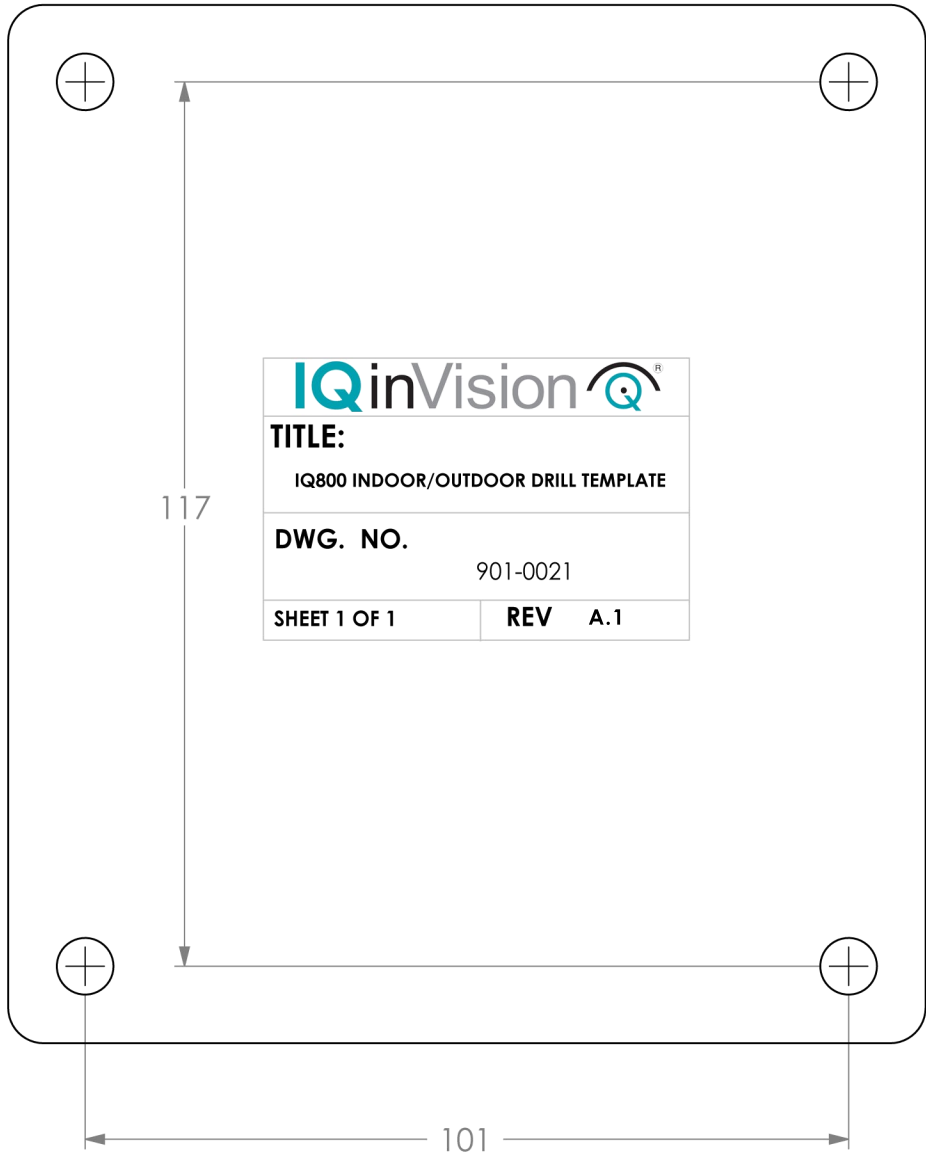 IQinVision ®
TITLE:
IQ800 INDOOR/OUTDOOR DRILL TEMPLATE
117
DWG. NO.
901-0021
SHEET 1 OF 1 REV A.1
101